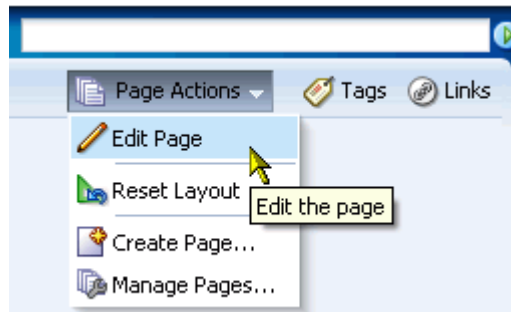 Page Actions Tags Links
Edit Page
Reset Layout
Edit the page
Create Page...
Manage Pages...